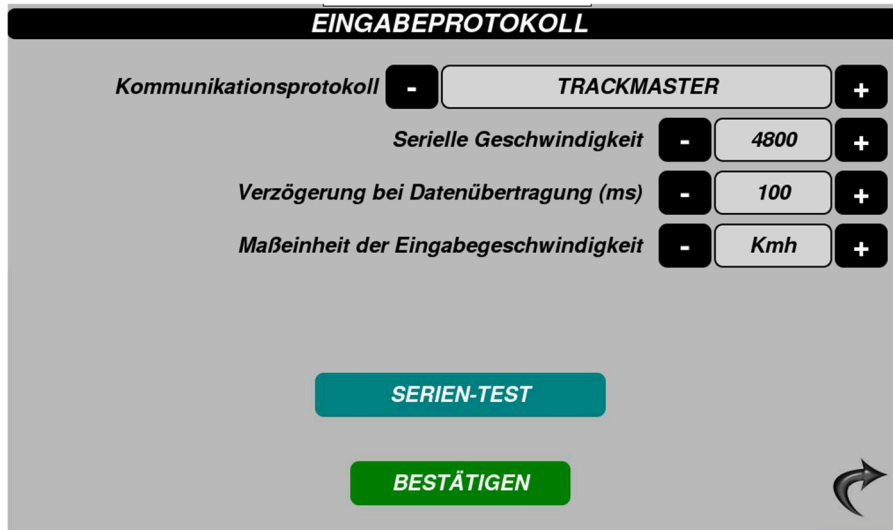 EINGABEPROTOKOLL
Kommunikationsprotokoll - TRACKMASTER +
Serielle Geschwindigkeit - 4800 +
Verzögerung bei Datenübertragung (ms) - 100 +
Maßeinheit der Eingabegeschwindigkeit - Kmh +
SERIEN-TEST
BESTÄTIGEN